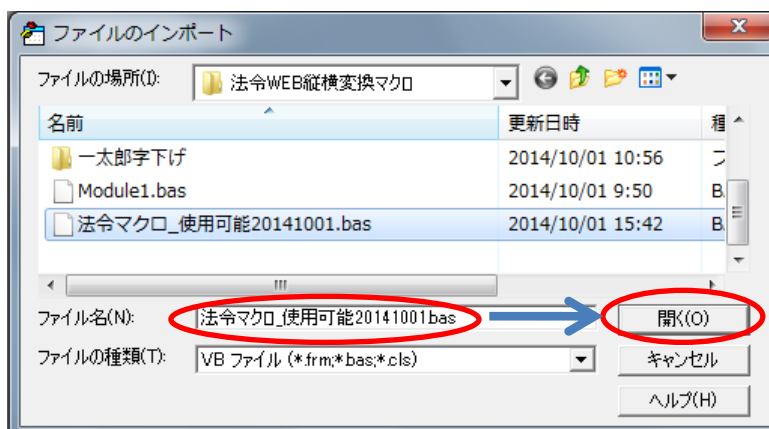 ファイルのインポート
ファイルの場所(I):
法令WEB縦横変換マクロ
名前 更新日時 種
一太郎字下げ 2014/10/01 10:56 フ
Module1.bas 2014/10/01 9:50 B
法令マクロ_使用可能20141001.bas 2014/10/01 15:42 B
ファイル名(N): 法令マクロ_使用可能20141001bas 開く(O)
ファイルの種類(T): VB ファイル (*.frm;*.bas;*.cls) キャンセル
ヘルプ(H)